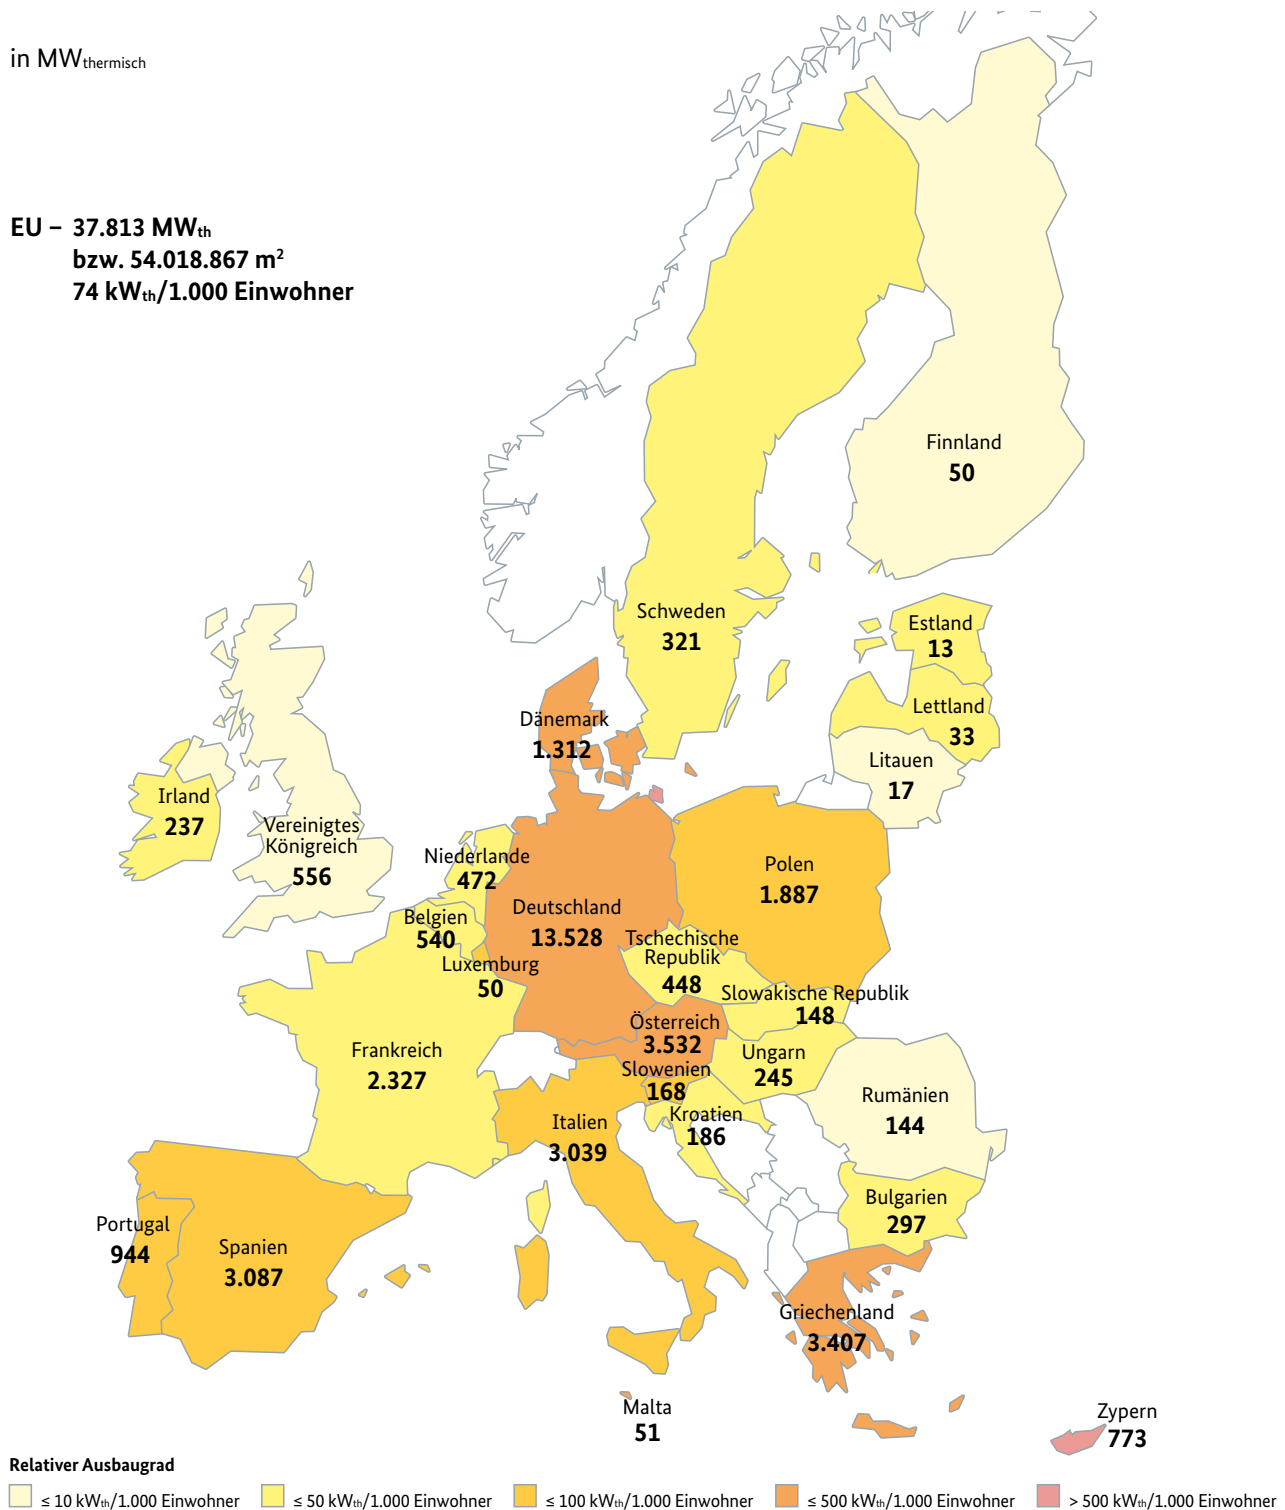 in MWthermisch
EU – 37.813 MWth
bzw. 54.018.867 m²
74 kWth/1.000 Einwohner
Finnland
50
Schweden
321
Estland
13
Lettland
33
Litauen
17
Dänemark
1.312
Irland
237
Vereinigtes
Königreich
556
Niederlande
472
Belgien
540
Luxemburg
50
Deutschland
13.528
Polen
1.887
Tschechische
Republik
448
Slowakische Republik
148
Österreich
3.532
Ungarn
245
Slowenien
168
Kroatien
186
Frankreich
2.327
Italien
3.039
Rumänien
144
Bulgarien
297
Portugal
944
Spanien
3.087
Griechenland
3.407
Malta
51
Zypern
773
Relativer Ausbaugrad
≤ 10 kWth/1.000 Einwohner
≤ 50 kWth/1.000 Einwohner
≤ 100 kWth/1.000 Einwohner
≤ 500 kWth/1.000 Einwohner
> 500 kWth/1.000 Einwohner